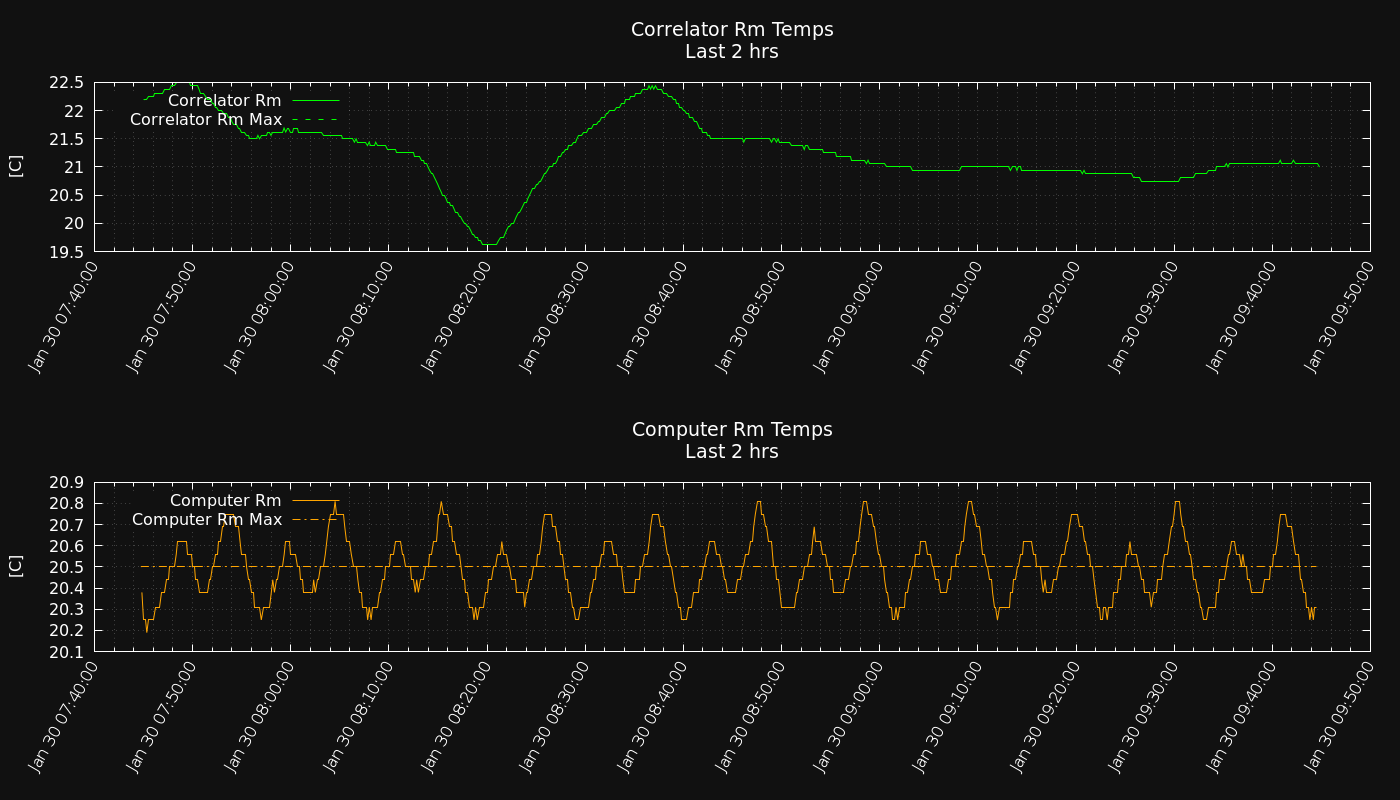 Correlator Rm Temps
Last 2 hrs
22.5
22
21.5
21
20.5
20
19.5
[C]
Correlator Rm
Correlator Rm Max
Jan 30 07:40:00
Jan 30 07:50:00
Jan 30 08:00:00
Jan 30 08:10:00
Jan 30 08:20:00
Jan 30 08:30:00
Jan 30 08:40:00
Jan 30 08:50:00
Jan 30 09:00:00
Jan 30 09:10:00
Jan 30 09:20:00
Jan 30 09:30:00
Jan 30 09:40:00
Jan 30 09:50:00
Computer Rm Temps
Last 2 hrs
20.9
20.8
20.7
20.6
20.5
20.4
20.3
20.2
20.1
[C]
Computer Rm
Computer Rm Max
Jan 30 07:40:00
Jan 30 07:50:00
Jan 30 08:00:00
Jan 30 08:10:00
Jan 30 08:20:00
Jan 30 08:30:00
Jan 30 08:40:00
Jan 30 08:50:00
Jan 30 09:00:00
Jan 30 09:10:00
Jan 30 09:20:00
Jan 30 09:30:00
Jan 30 09:40:00
Jan 30 09:50:00